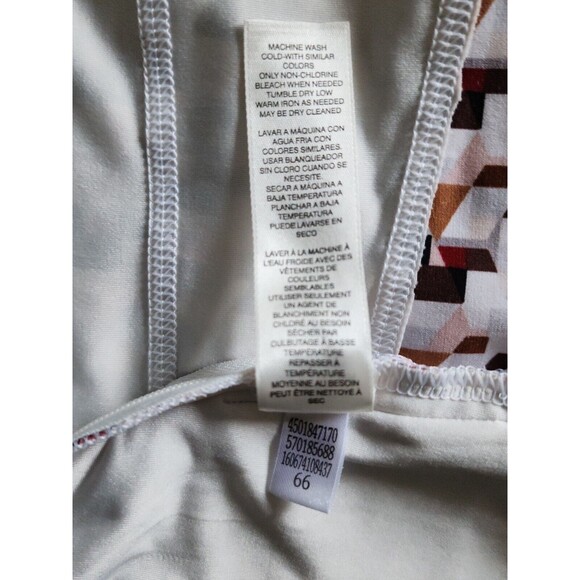 MACHINE WASH
COLD-WITH SIMILAR
COLORS
ONLY NON-CHLORINE
BLEACH WHEN NEEDED
TUMBLE DRY LOW
WARM IRON AS NEEDED
MAY BE DRY CLEANED
LAVAR A MÁQUINA CON
AGUA FRIA CON
COLORES SIMILARES.
USAR BLANQUEADOR
SIN CLORO CUANDO SE
NECESITE.
SECAR A MÁQUINA A
BAJA TEMPERATURA
PLANCHAR A BAJA
TEMPERATURA
PUEDE LAVARSE EN
SECO
LAVER À LA MACHINE À
L'EAU FROIDE AVEC DES
VÊTEMENTS DE
COULEURS
SEMBLABLES
UTILISER SEULEMENT
UN AGENT DE
BLANCHIMENT NON
CHLORÉ AU BESOIN
SÉCHAGE PAR
CULBUTAGE À BASSE
TEMPÉRATURE
REPASSER À
TEMPÉRATURE
MOYENNE AU BESOIN
PEUT ÊTRE NETTOYÉ À
SEC
4501847170
570185688
160674108437
66